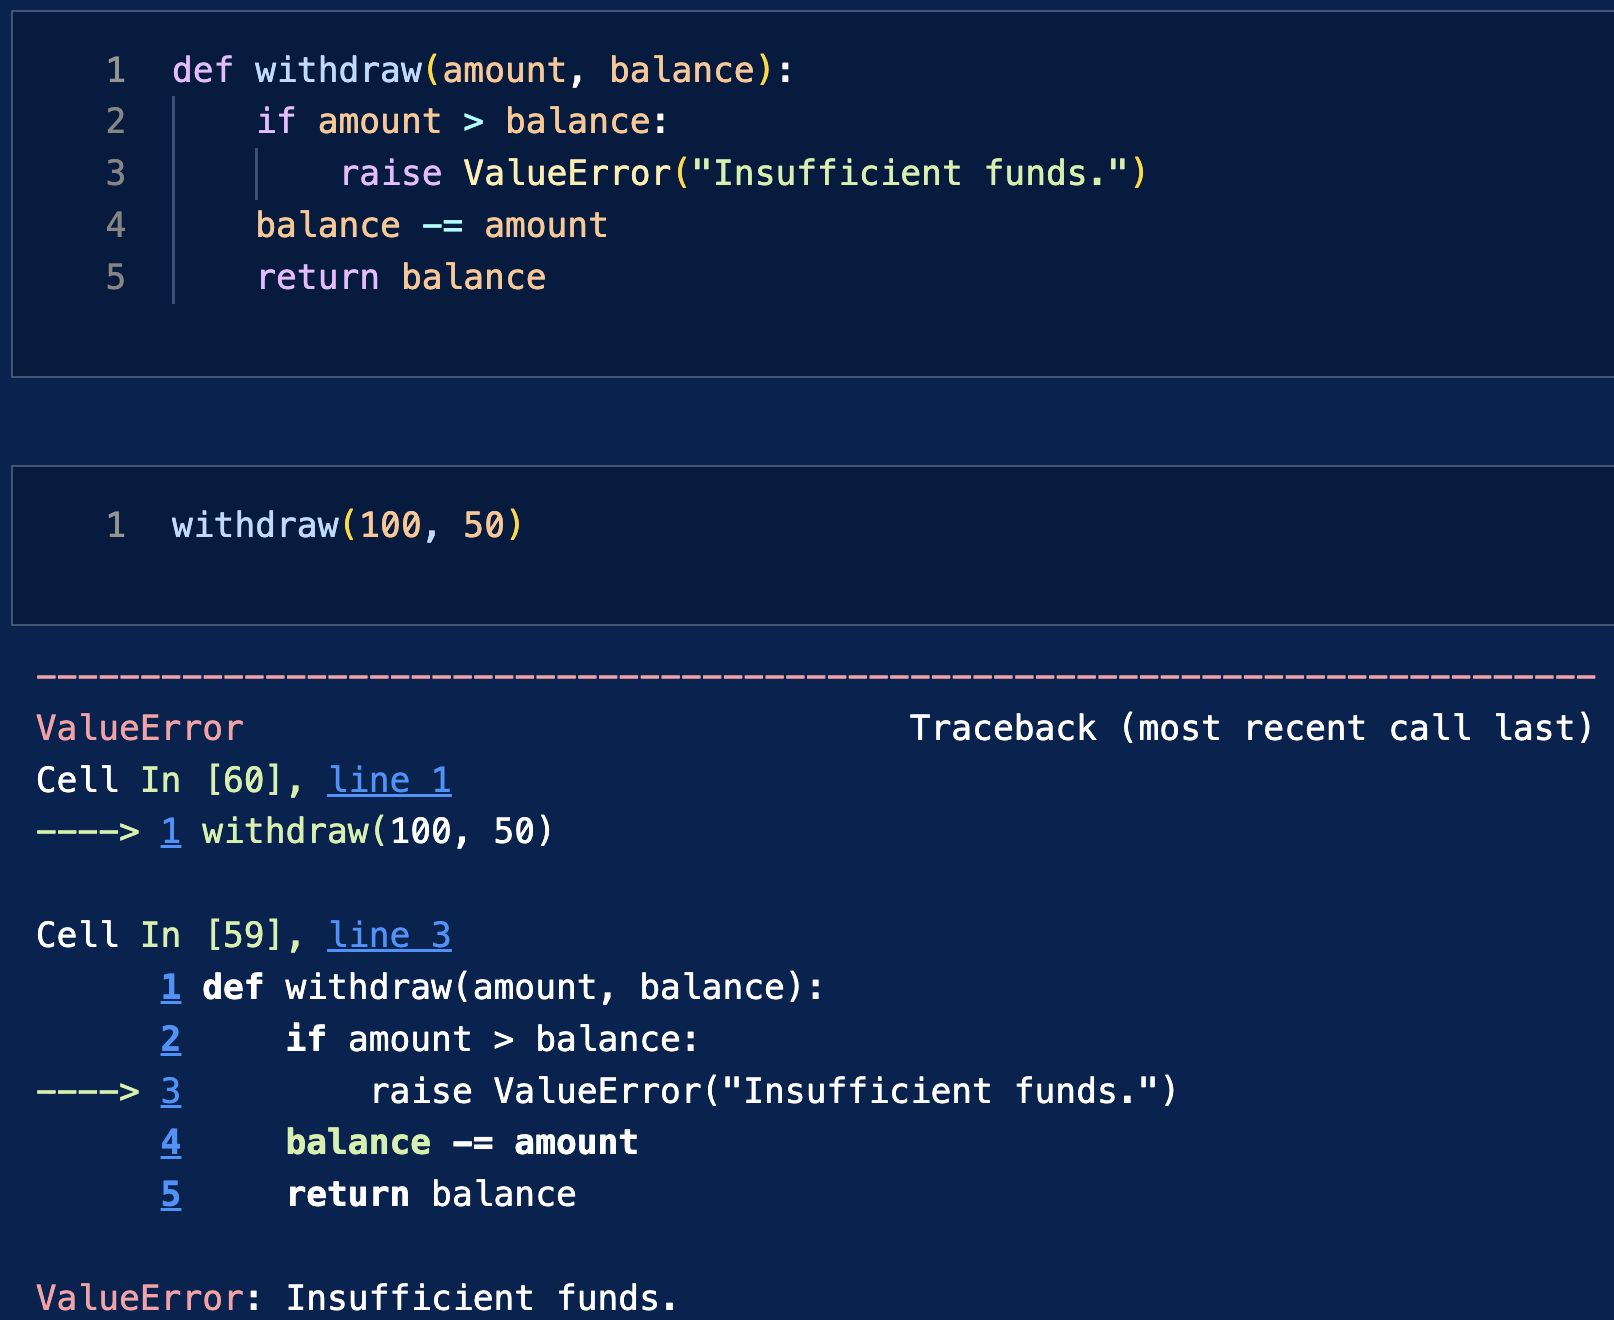 1 def withdraw(amount, balance):
2     if amount > balance:
3         raise ValueError("Insufficient funds.")
4     balance -= amount
5     return balance
1 withdraw(100, 50)
---------------------------------------------------------------------------
ValueError                                Traceback (most recent call last)
Cell In [60], line 1
----> 1 withdraw(100, 50)
Cell In [59], line 3
      1 def withdraw(amount, balance):
      2     if amount > balance:
----> 3         raise ValueError("Insufficient funds.")
      4     balance -= amount
      5     return balance
ValueError: Insufficient funds.